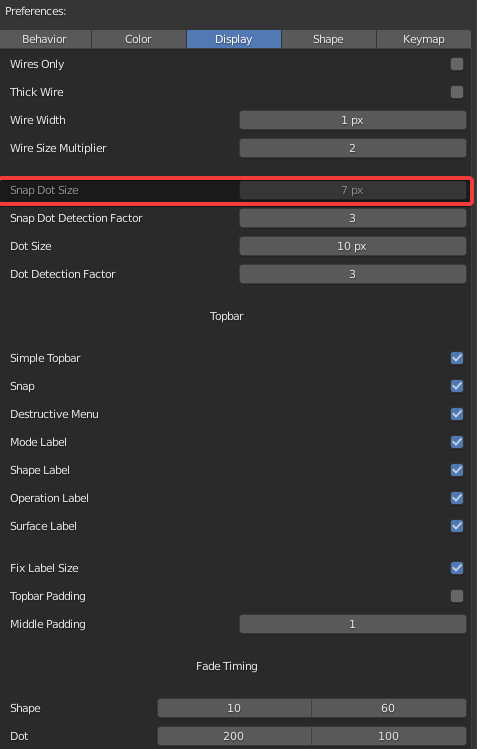 Preferences:
Behavior Color Display Shape Keymap
Wires Only
Thick Wire
Wire Width 1 px
Wire Size Multiplier 2
Snap Dot Size 7 px
Snap Dot Detection Factor 3
Dot Size 10 px
Dot Detection Factor 3
Topbar
Simple Topbar
Snap
Destructive Menu
Mode Label
Shape Label
Operation Label
Surface Label
Fix Label Size
Topbar Padding
Middle Padding 1
Fade Timing
Shape 10 60
Dot 200 100